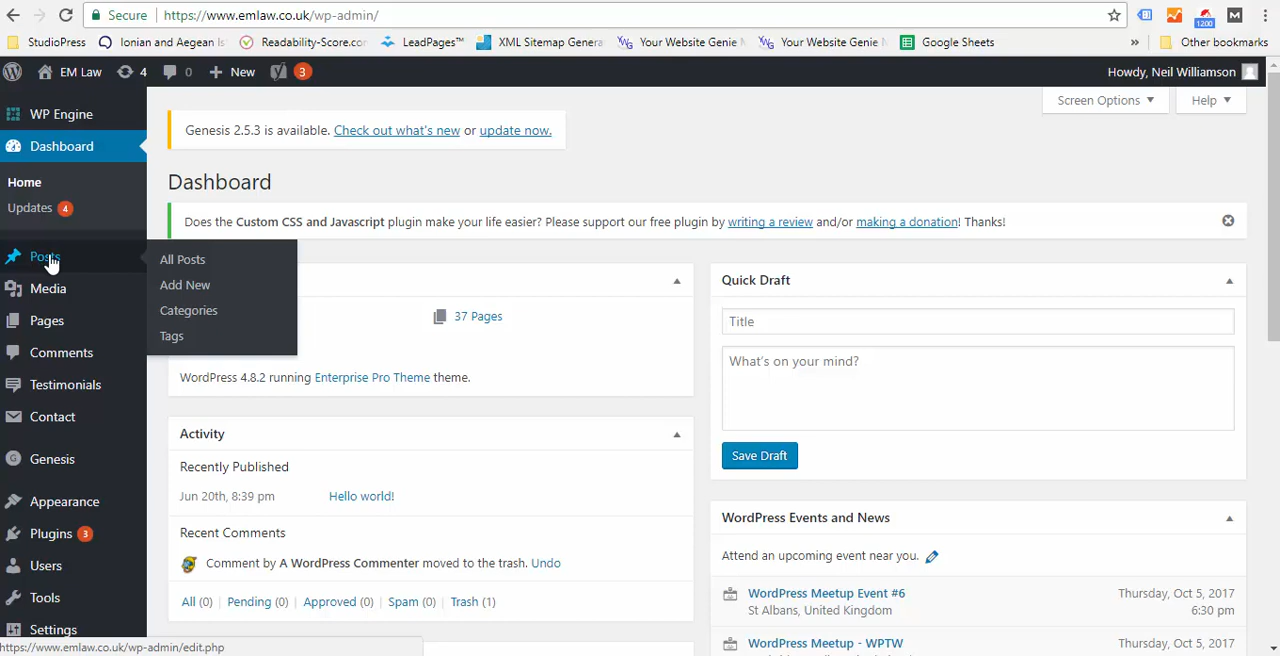 Secure https://www.emlaw.co.uk/wp-admin/
1200
StudioPress Ionian and Aegean Is Readability-Score.co LeadPages™ XML Sitemap Genera Your Website Genie Your Website Genie Google Sheets » Other bookmarks
EM Law 4 0 + New 3 Howdy, Neil Williamson
Screen Options ▼ Help ▼
WP Engine
Dashboard
Home
Updates 4
Posts
All Posts
Add New
Categories
Tags
Media
Pages
Comments
Testimonials
Contact
Genesis
Appearance
Plugins 3
Users
Tools
Settings
Genesis 2.5.3 is available. Check out what's new or update now.
Dashboard
Does the Custom CSS and Javascript plugin make your life easier? Please support our free plugin by writing a review and/or making a donation! Thanks!
37 Pages
WordPress 4.8.2 running Enterprise Pro Theme theme.
Activity
Recently Published
Jun 20th, 8:39 pm Hello world!
Recent Comments
Comment by A WordPress Commenter moved to the trash. Undo
All (0) | Pending (0) | Approved (0) | Spam (0) | Trash (1)
Quick Draft
Title
What's on your mind?
Save Draft
WordPress Events and News
Attend an upcoming event near you.
WordPress Meetup Event #6 Thursday, Oct 5, 2017
St Albans, United Kingdom 6:30 pm
WordPress Meetup - WPTW Thursday, Oct 5, 2017
https://www.emlaw.co.uk/wp-admin/edit.php